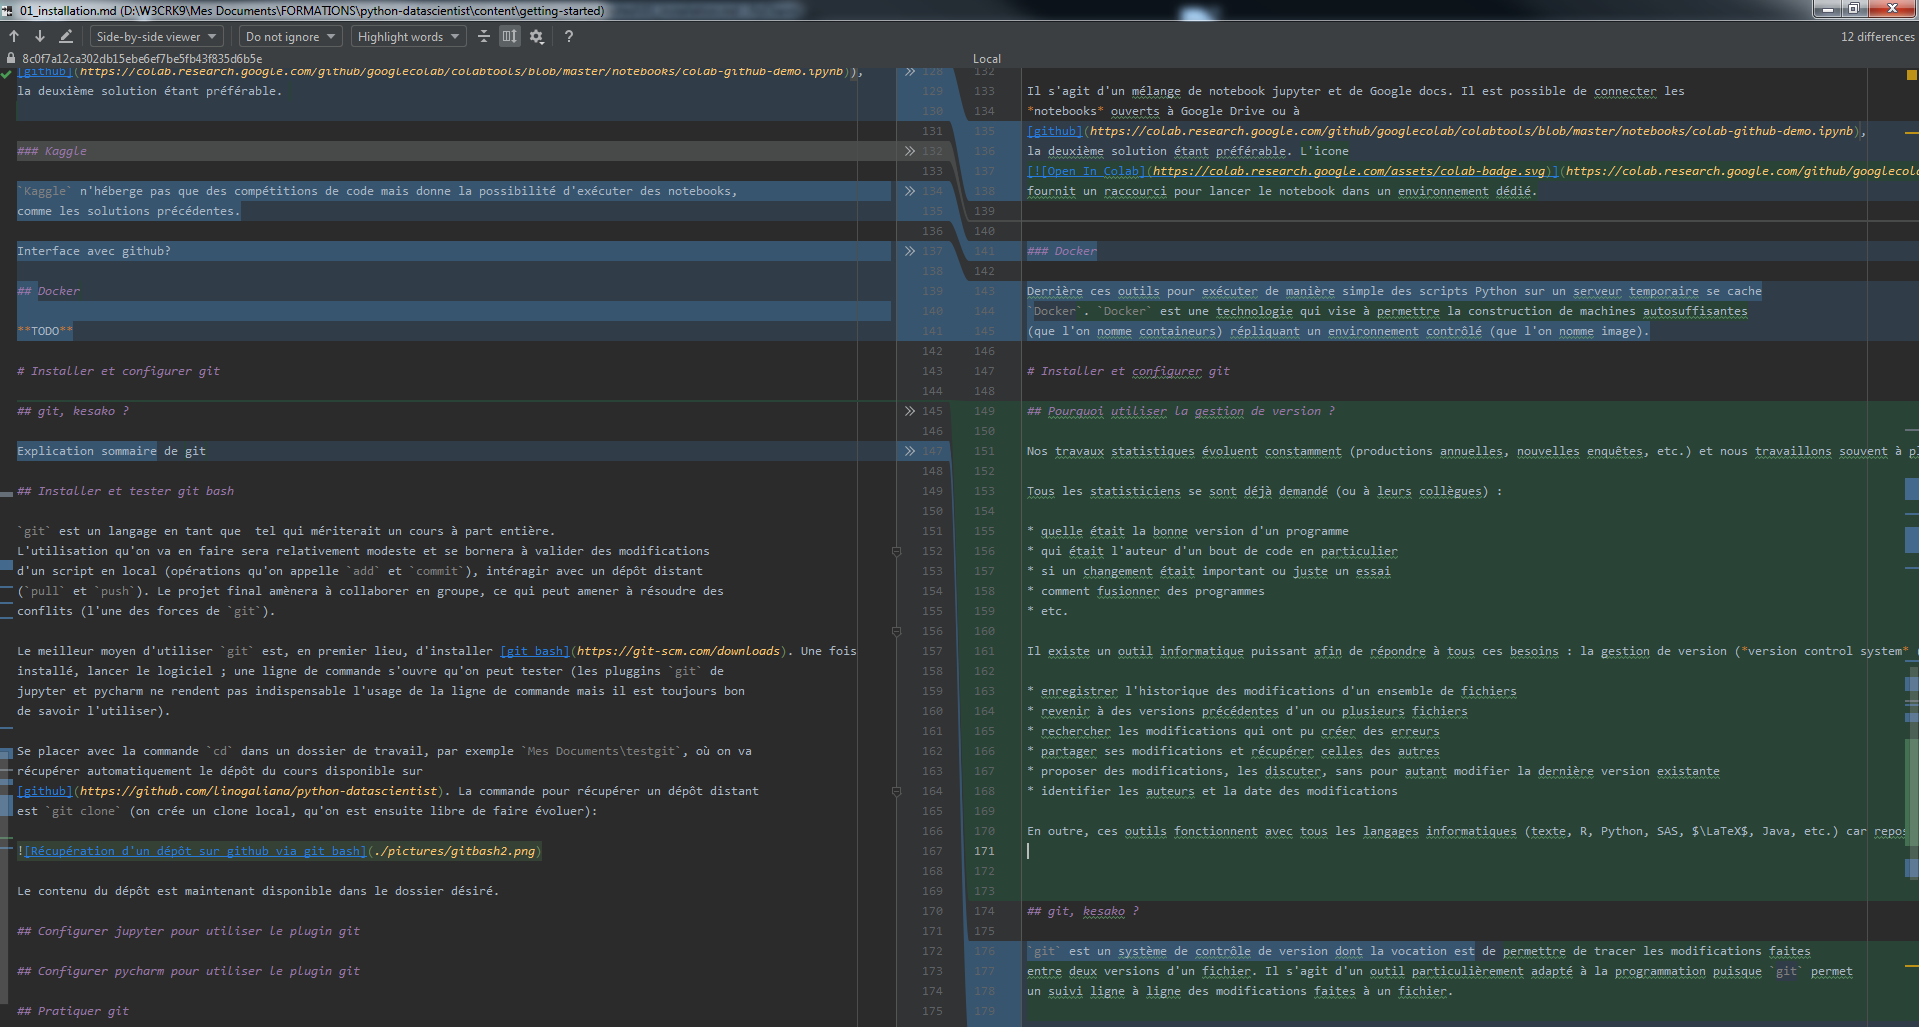 01_installation.md (D:\W3CRK9\Mes Documents\FORMATIONS\python-datascientist\content\getting-started)
Side-by-side viewer
Do not ignore
Highlight words
?
12 differences
8c0f7a12ca302db15ebe6ef7be5fb43f835d6b5e
Local
[github](https://colab.research.google.com/github/googlecolab/colabtools/blob/master/notebooks/colab-github-demo.ipynb)),
la deuxième solution étant préférable.
### Kaggle
`Kaggle` n'héberge pas que des compétitions de code mais donne la possibilité d'exécuter des notebooks,
comme les solutions précédentes.
Interface avec github?
## Docker
**TODO**
# Installer et configurer git
## git, kesako ?
Explication sommaire de git
## Installer et tester git bash
`git` est un langage en tant que  tel qui mériterait un cours à part entière.
L'utilisation qu'on va en faire sera relativement modeste et se bornera à valider des modifications
d'un script en local (opérations qu'on appelle `add` et `commit`), intéragir avec un dépôt distant
(`pull` et `push`). Le projet final amènera à collaborer en groupe, ce qui peut amener à résoudre des
conflits (l'une des forces de `git`).
Le meilleur moyen d'utiliser `git` est, en premier lieu, d'installer [git bash](https://git-scm.com/downloads). Une fois
installé, lancer le logiciel ; une ligne de commande s'ouvre qu'on peut tester (les pluggins `git` de
jupyter et pycharm ne rendent pas indispensable l'usage de la ligne de commande mais il est toujours bon
de savoir l'utiliser).
Se placer avec la commande `cd` dans un dossier de travail, par exemple `Mes Documents\testgit`, où on va
récupérer automatiquement le dépôt du cours disponible sur
[github](https://github.com/linogaliana/python-datascientist). La commande pour récupérer un dépôt distant
est `git clone` (on crée un clone local, qu'on est ensuite libre de faire évoluer):
![Récupération d'un dépôt sur github via git bash](./pictures/gitbash2.png)
Le contenu du dépôt est maintenant disponible dans le dossier désiré.
## Configurer jupyter pour utiliser le plugin git
## Configurer pycharm pour utiliser le plugin git
## Pratiquer git
128 132
129 133
130 134
131 135
132 136
133 137
134 138
135 139
136 140
137 141
138 142
139 143
140 144
141 145
142 146
143 147
144 148
145 149
146 150
147 151
148 152
149 153
150 154
151 155
152 156
153 157
154 158
155 159
156 160
157 161
158 162
159 163
160 164
161 165
162 166
163 167
164 168
165 169
166 170
167 171
168 172
169 173
170 174
171 175
172 176
173 177
174 178
175 179
Il s'agit d'un mélange de notebook jupyter et de Google docs. Il est possible de connecter les
*notebooks* ouverts à Google Drive ou à
[github](https://colab.research.google.com/github/googlecolab/colabtools/blob/master/notebooks/colab-github-demo.ipynb),
la deuxième solution étant préférable. L'icone
[![Open In Colab](https://colab.research.google.com/assets/colab-badge.svg)](https://colab.research.google.com/github/googlecola
fournit un raccourci pour lancer le notebook dans un environnement dédié.
### Docker
Derrière ces outils pour exécuter de manière simple des scripts Python sur un serveur temporaire se cache
`Docker`. `Docker` est une technologie qui vise à permettre la construction de machines autosuffisantes
(que l'on nomme containeurs) répliquant un environnement contrôlé (que l'on nomme image).
# Installer et configurer git
## Pourquoi utiliser la gestion de version ?
Nos travaux statistiques évoluent constamment (productions annuelles, nouvelles enquêtes, etc.) et nous travaillons souvent à pl
Tous les statisticiens se sont déjà demandé (ou à leurs collègues) :
* quelle était la bonne version d'un programme
* qui était l'auteur d'un bout de code en particulier
* si un changement était important ou juste un essai
* comment fusionner des programmes
* etc.
Il existe un outil informatique puissant afin de répondre à tous ces besoins : la gestion de version (*version control system* (
* enregistrer l'historique des modifications d'un ensemble de fichiers
* revenir à des versions précédentes d'un ou plusieurs fichiers
* rechercher les modifications qui ont pu créer des erreurs
* partager ses modifications et récupérer celles des autres
* proposer des modifications, les discuter, sans pour autant modifier la dernière version existante
* identifier les auteurs et la date des modifications
En outre, ces outils fonctionnent avec tous les langages informatiques (texte, R, Python, SAS, $\LaTeX$, Java, etc.) car repos
## git, kesako ?
`git` est un système de contrôle de version dont la vocation est de permettre de tracer les modifications faites
entre deux versions d'un fichier. Il s'agit d'un outil particulièrement adapté à la programmation puisque `git` permet
un suivi ligne à ligne des modifications faites à un fichier.